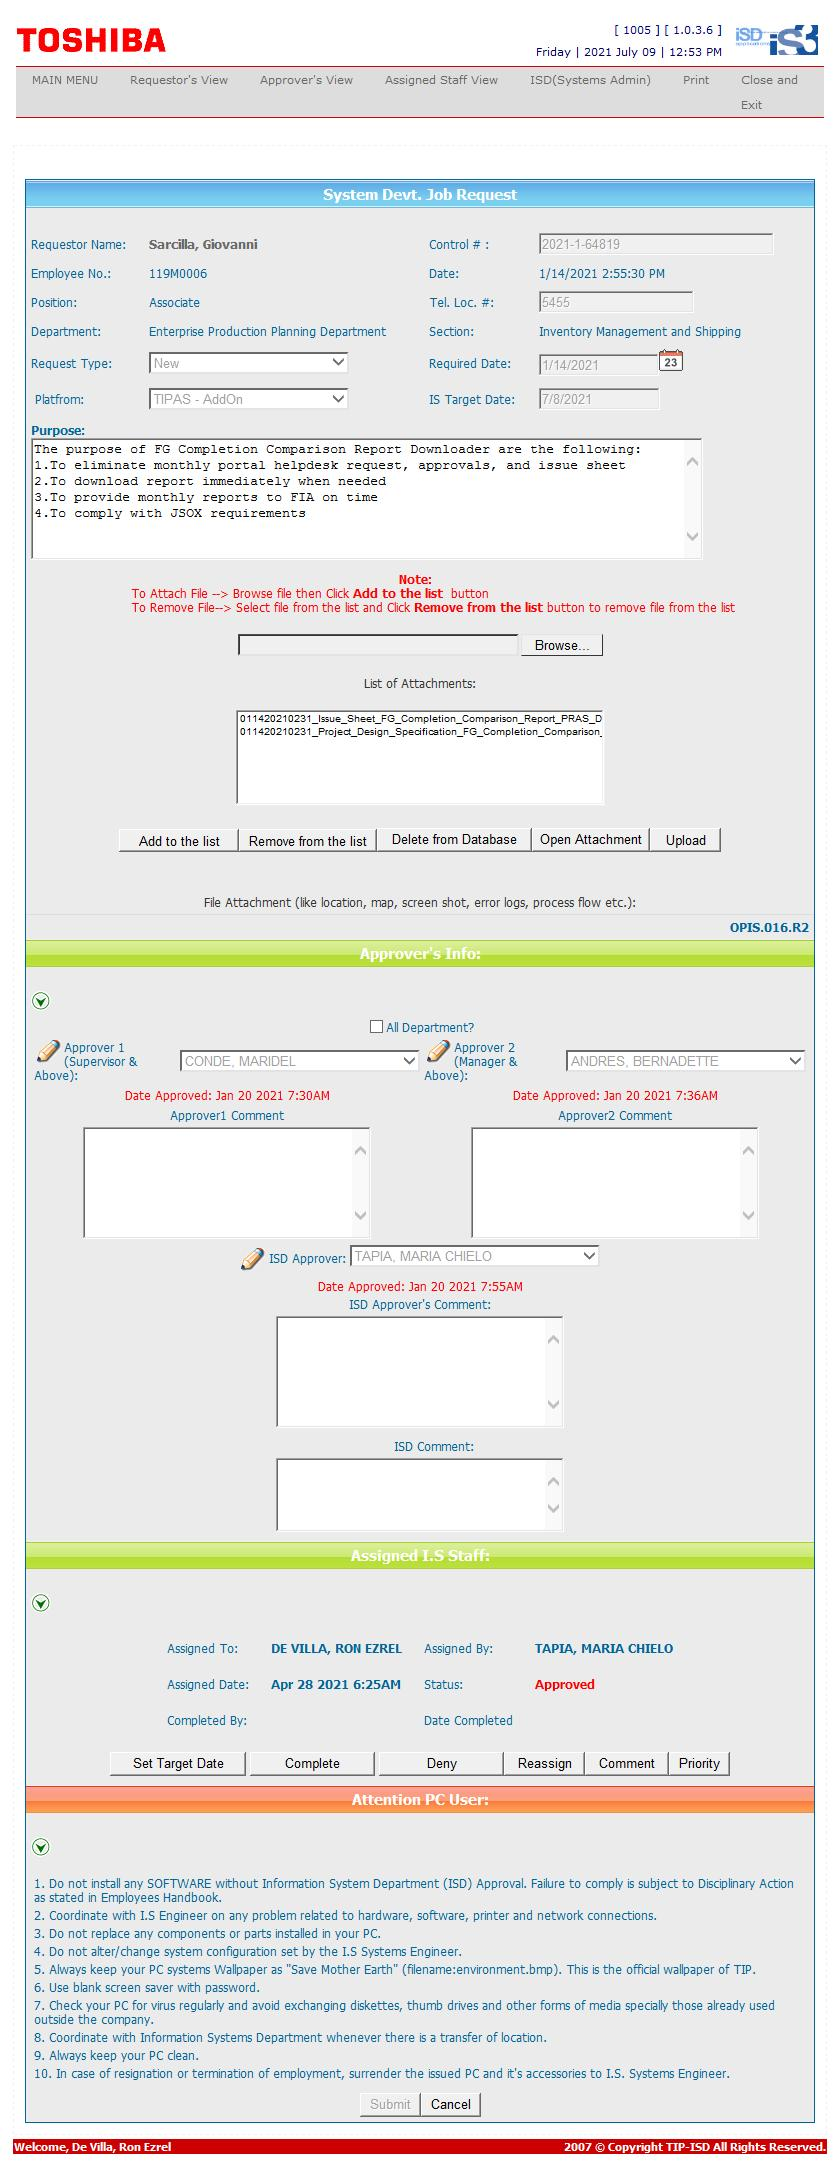 TOSHIBA
[ 1005 ] [ 1.0.3.6 ]
Friday | 2021 July 09 | 12:53 PM
MAIN MENU Requestor's View Approver's View Assigned Staff View ISD(Systems Admin) Print Close and Exit
System Devt. Job Request
Requestor Name: Sarcilla, Giovanni Control # : 2021-1-64819
Employee No.: 119M0006 Date: 1/14/2021 2:55:30 PM
Position: Associate Tel. Loc. #: 5455
Department: Enterprise Production Planning Department Section: Inventory Management and Shipping
Request Type: New Required Date: 1/14/2021 23
Platfrom: TIPAS - AddOn IS Target Date: 7/8/2021
Purpose:
The purpose of FG Completion Comparison Report Downloader are the following:
1.To eliminate monthly portal helpdesk request, approvals, and issue sheet
2.To download report immediately when needed
3.To provide monthly reports to FIA on time
4.To comply with JSOX requirements
Note:
To Attach File --> Browse file then Click Add to the list button
To Remove File--> Select file from the list and Click Remove from the list button to remove file from the list
Browse...
List of Attachments:
011420210231_Issue_Sheet_FG_Completion_Comparison_Report_PRAS_D
011420210231_Project_Design_Specification_FG_Completion_Comparison_
Add to the list Remove from the list Delete from Database Open Attachment Upload
File Attachment (like location, map, screen shot, error logs, process flow etc.):
OPIS.016.R2
Approver's Info:
All Department?
Approver 1 (Supervisor & Above): CONDE, MARIDEL Approver 2 (Manager & Above): ANDRES, BERNADETTE
Date Approved: Jan 20 2021 7:30AM Date Approved: Jan 20 2021 7:36AM
Approver1 Comment Approver2 Comment
ISD Approver: TAPIA, MARIA CHIELO
Date Approved: Jan 20 2021 7:55AM
ISD Approver's Comment:
ISD Comment:
Assigned I.S Staff:
Assigned To: DE VILLA, RON EZREL Assigned By: TAPIA, MARIA CHIELO
Assigned Date: Apr 28 2021 6:25AM Status: Approved
Completed By: Date Completed
Set Target Date Complete Deny Reassign Comment Priority
Attention PC User:
1. Do not install any SOFTWARE without Information System Department (ISD) Approval. Failure to comply is subject to Disciplinary Action
as stated in Employees Handbook.
2. Coordinate with I.S Engineer on any problem related to hardware, software, printer and network connections.
3. Do not replace any components or parts installed in your PC.
4. Do not alter/change system configuration set by the I.S Systems Engineer.
5. Always keep your PC systems Wallpaper as "Save Mother Earth" (filename:environment.bmp). This is the official wallpaper of TIP.
6. Use blank screen saver with password.
7. Check your PC for virus regularly and avoid exchanging diskettes, thumb drives and other forms of media specially those already used
outside the company.
8. Coordinate with Information Systems Department whenever there is a transfer of location.
9. Always keep your PC clean.
10. In case of resignation or termination of employment, surrender the issued PC and it's accessories to I.S. Systems Engineer.
Submit Cancel
Welcome, De Villa, Ron Ezrel 2007 © Copyright TIP-ISD All Rights Reserved.